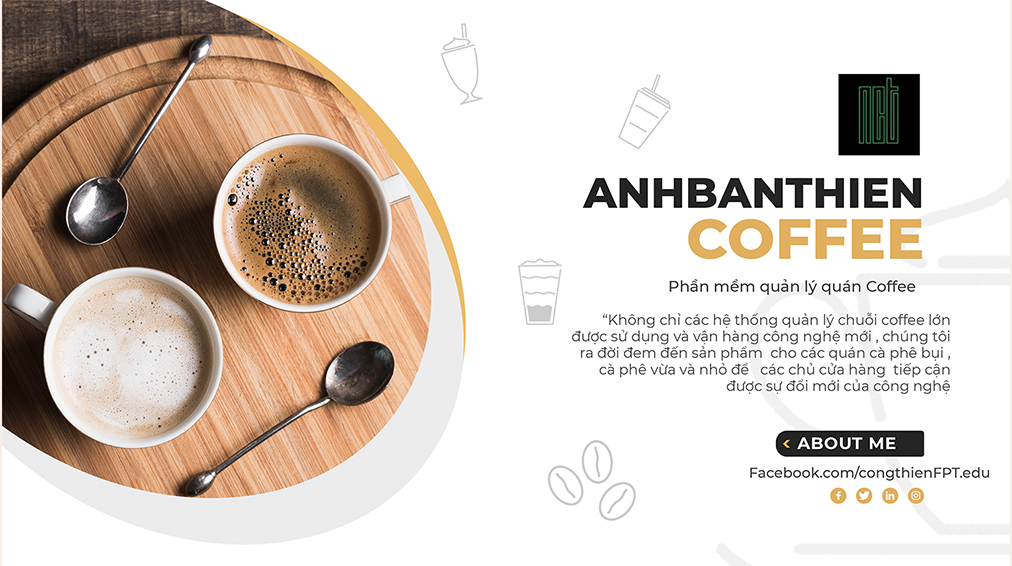 nct
ANHBANTHIEN
COFFEE
Phần mềm quản lý quán Coffee
“Không chỉ các hệ thống quản lý chuỗi coffee lớn
được sử dụng và vận hàng công nghệ mới , chúng tôi
ra đời đem đến sản phẩm cho các quán cà phê bụi ,
cà phê vừa và nhỏ để các chủ cửa hàng tiếp cận
được sự đổi mới của công nghệ
ABOUT ME
Facebook.com/congthienFPT.edu